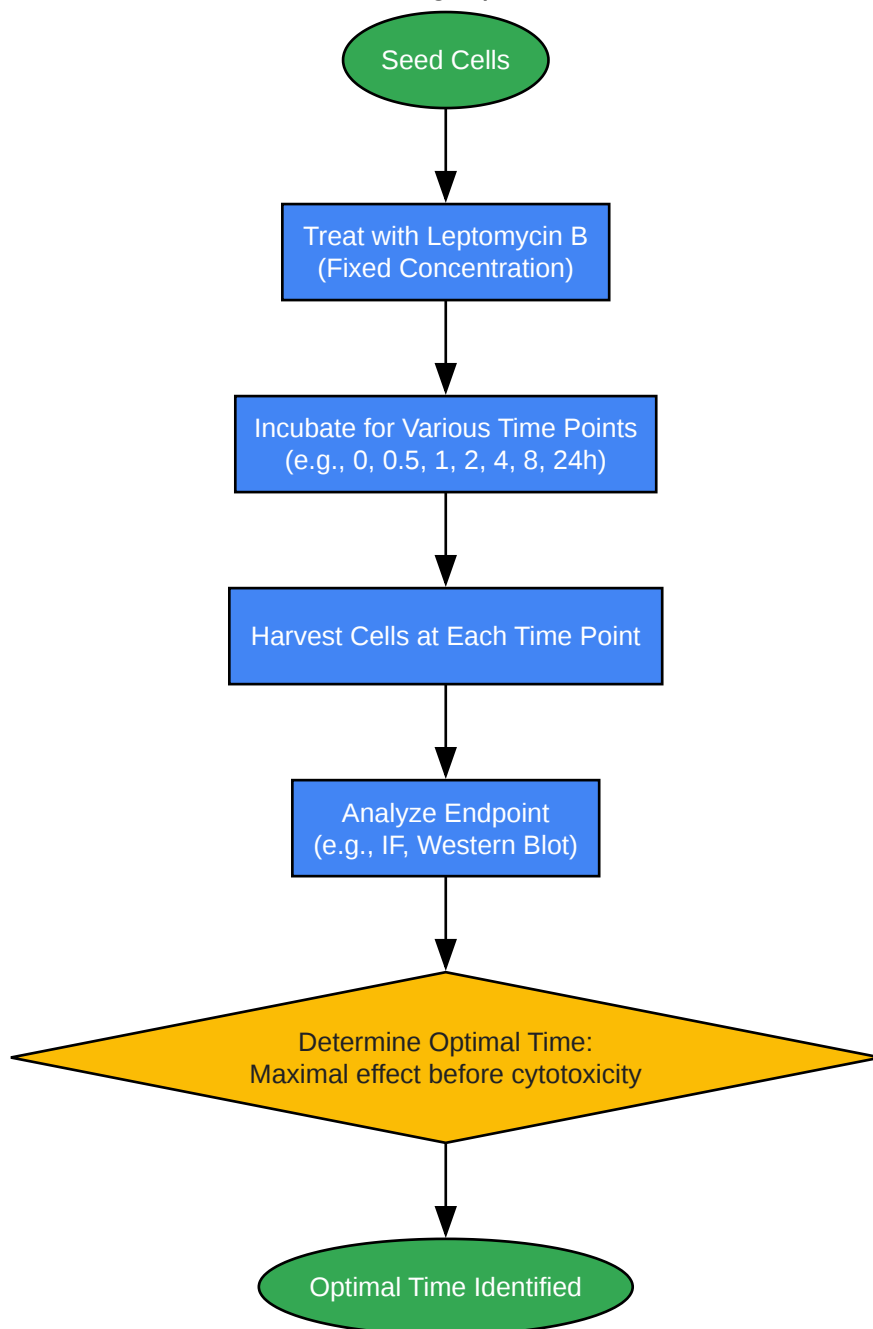 Seed Cells
Treat with Leptomycin B
(Fixed Concentration)
Incubate for Various Time Points
(e.g., 0, 0.5, 1, 2, 4, 8, 24h)
Harvest Cells at Each Time Point
Analyze Endpoint
(e.g., IF, Western Blot)
Determine Optimal Time:
Maximal effect before cytotoxicity
Optimal Time Identified